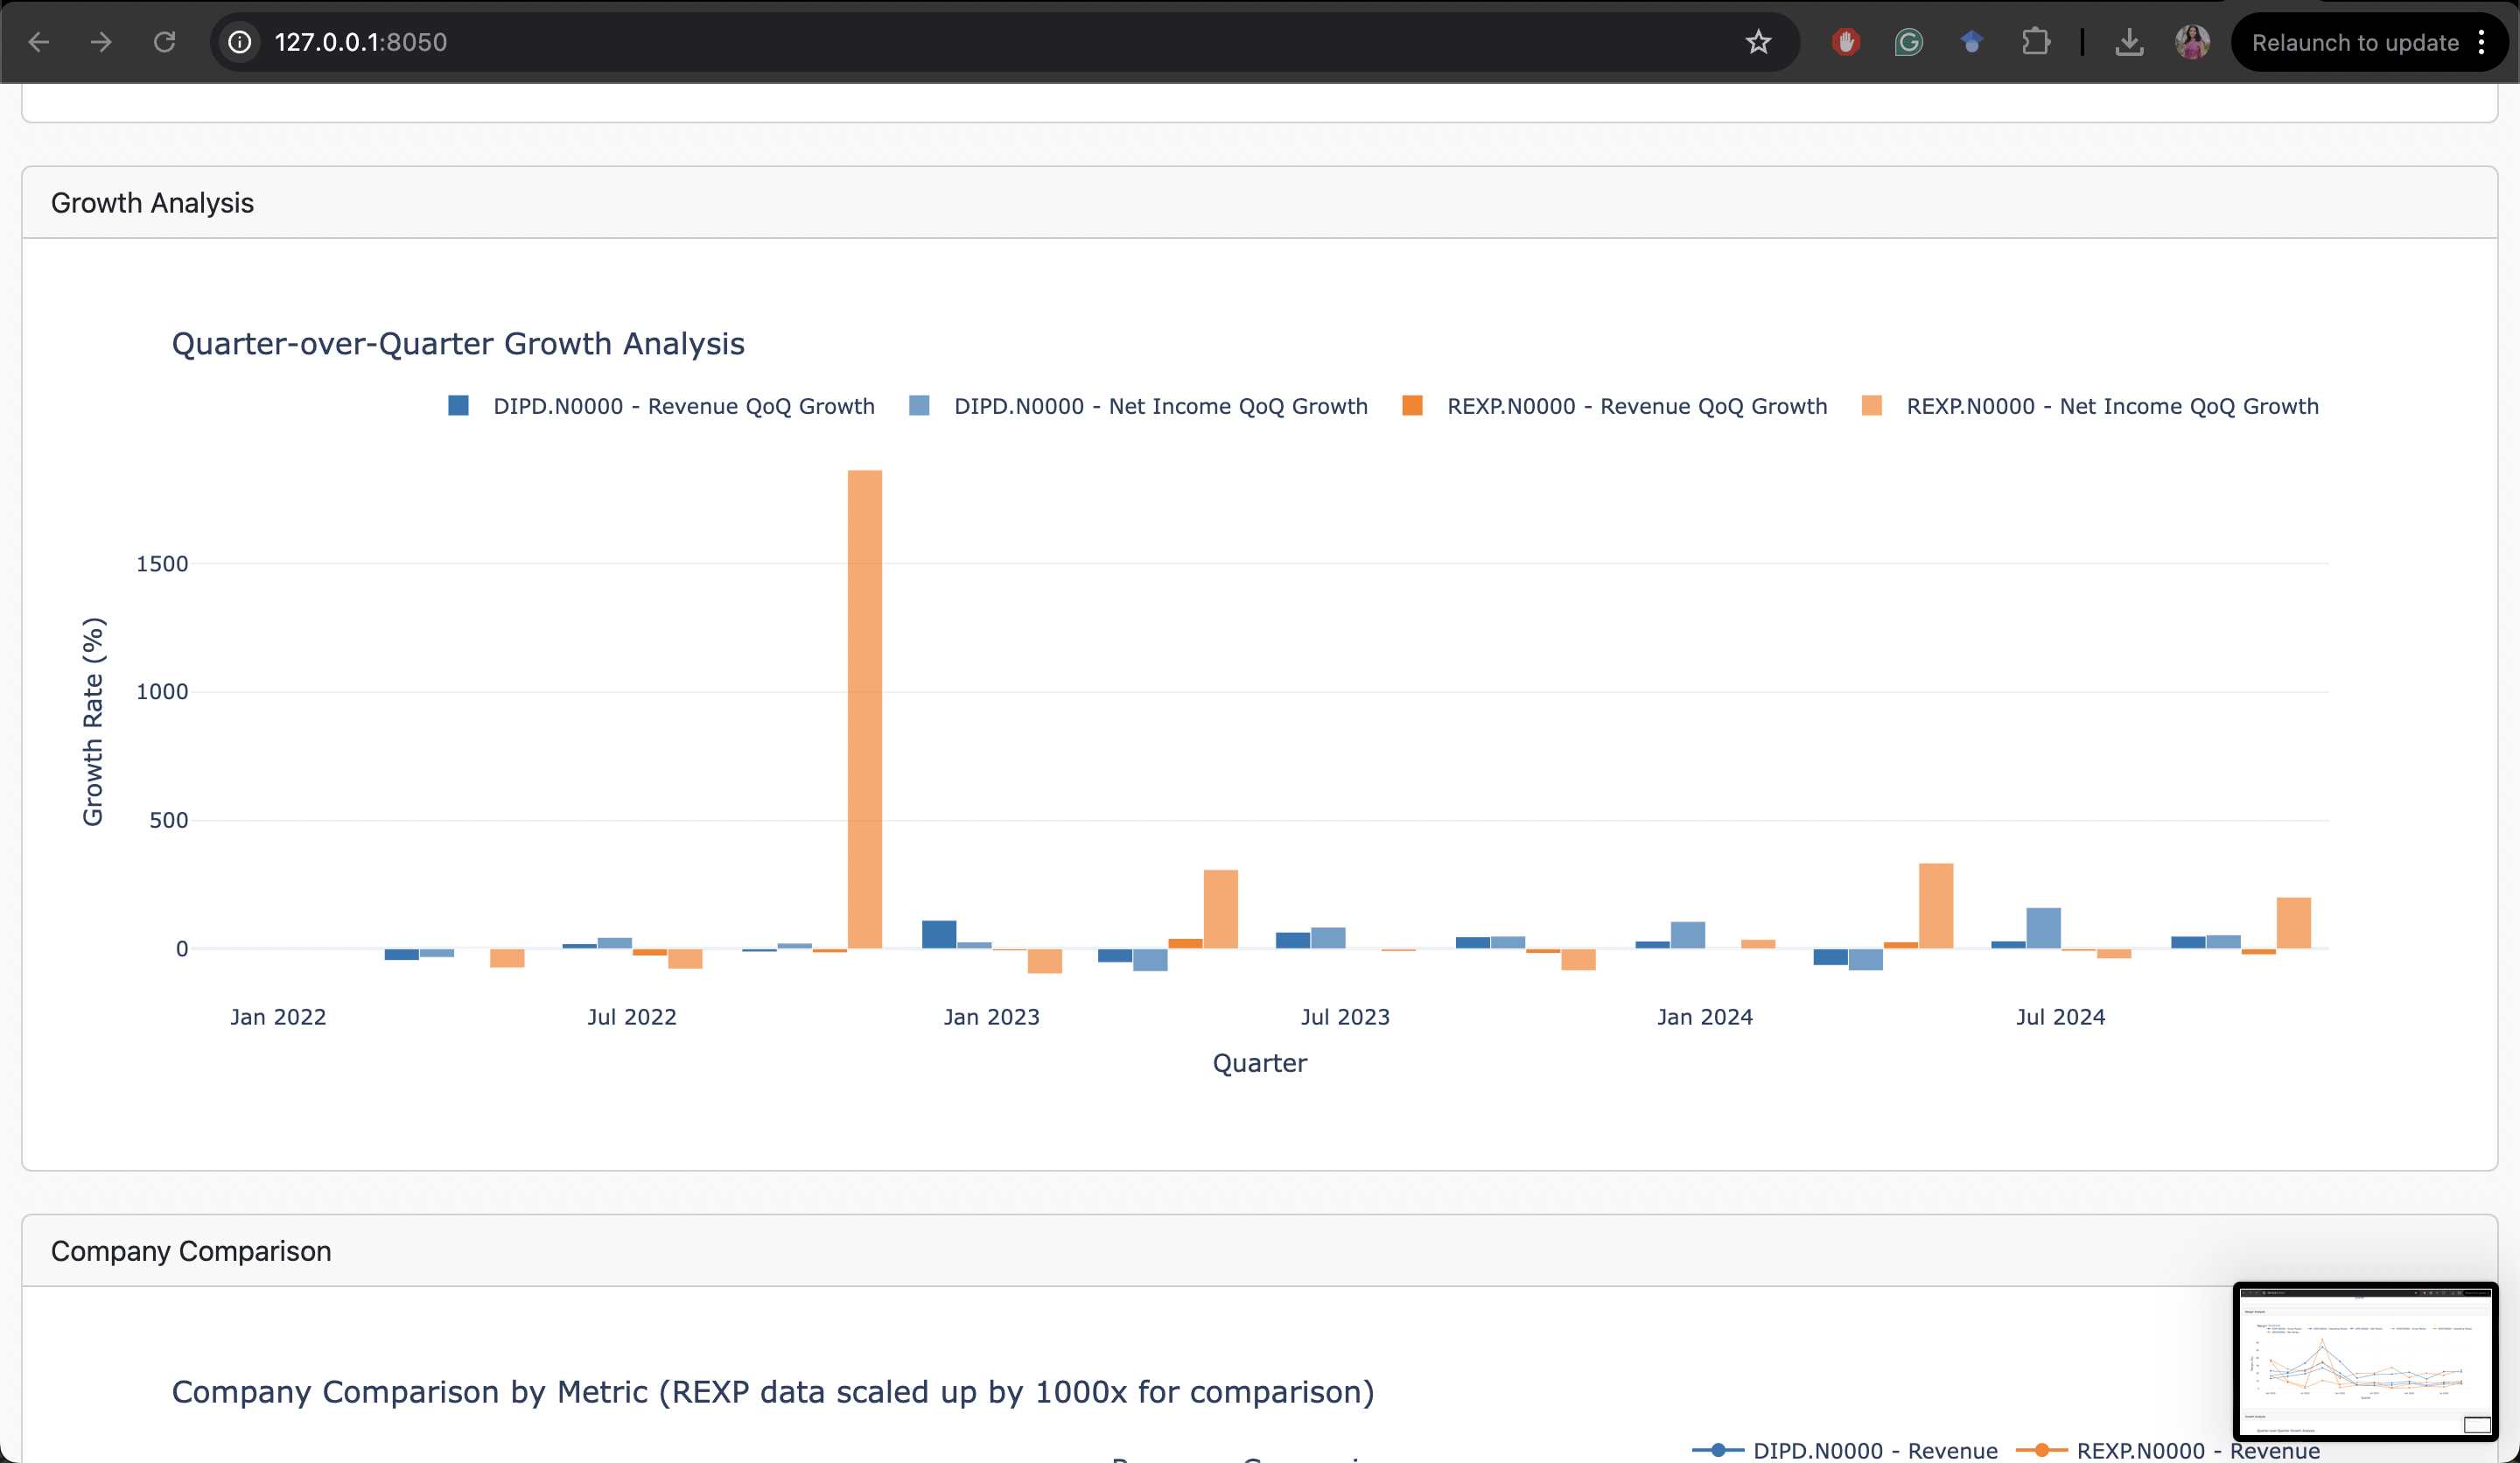 127.0.0.1:8050
Relaunch to update
Growth Analysis
Quarter-over-Quarter Growth Analysis
DIPD.N0000 - Revenue QoQ Growth DIPD.N0000 - Net Income QoQ Growth REXP.N0000 - Revenue QoQ Growth REXP.N0000 - Net Income QoQ Growth
1500
1000
500
0
Growth Rate (%)
Jan 2022 Jul 2022 Jan 2023 Jul 2023 Jan 2024 Jul 2024
Quarter
Company Comparison
Company Comparison by Metric (REXP data scaled up by 1000x for comparison)
DIPD.N0000 - Revenue REXP.N0000 - Revenue